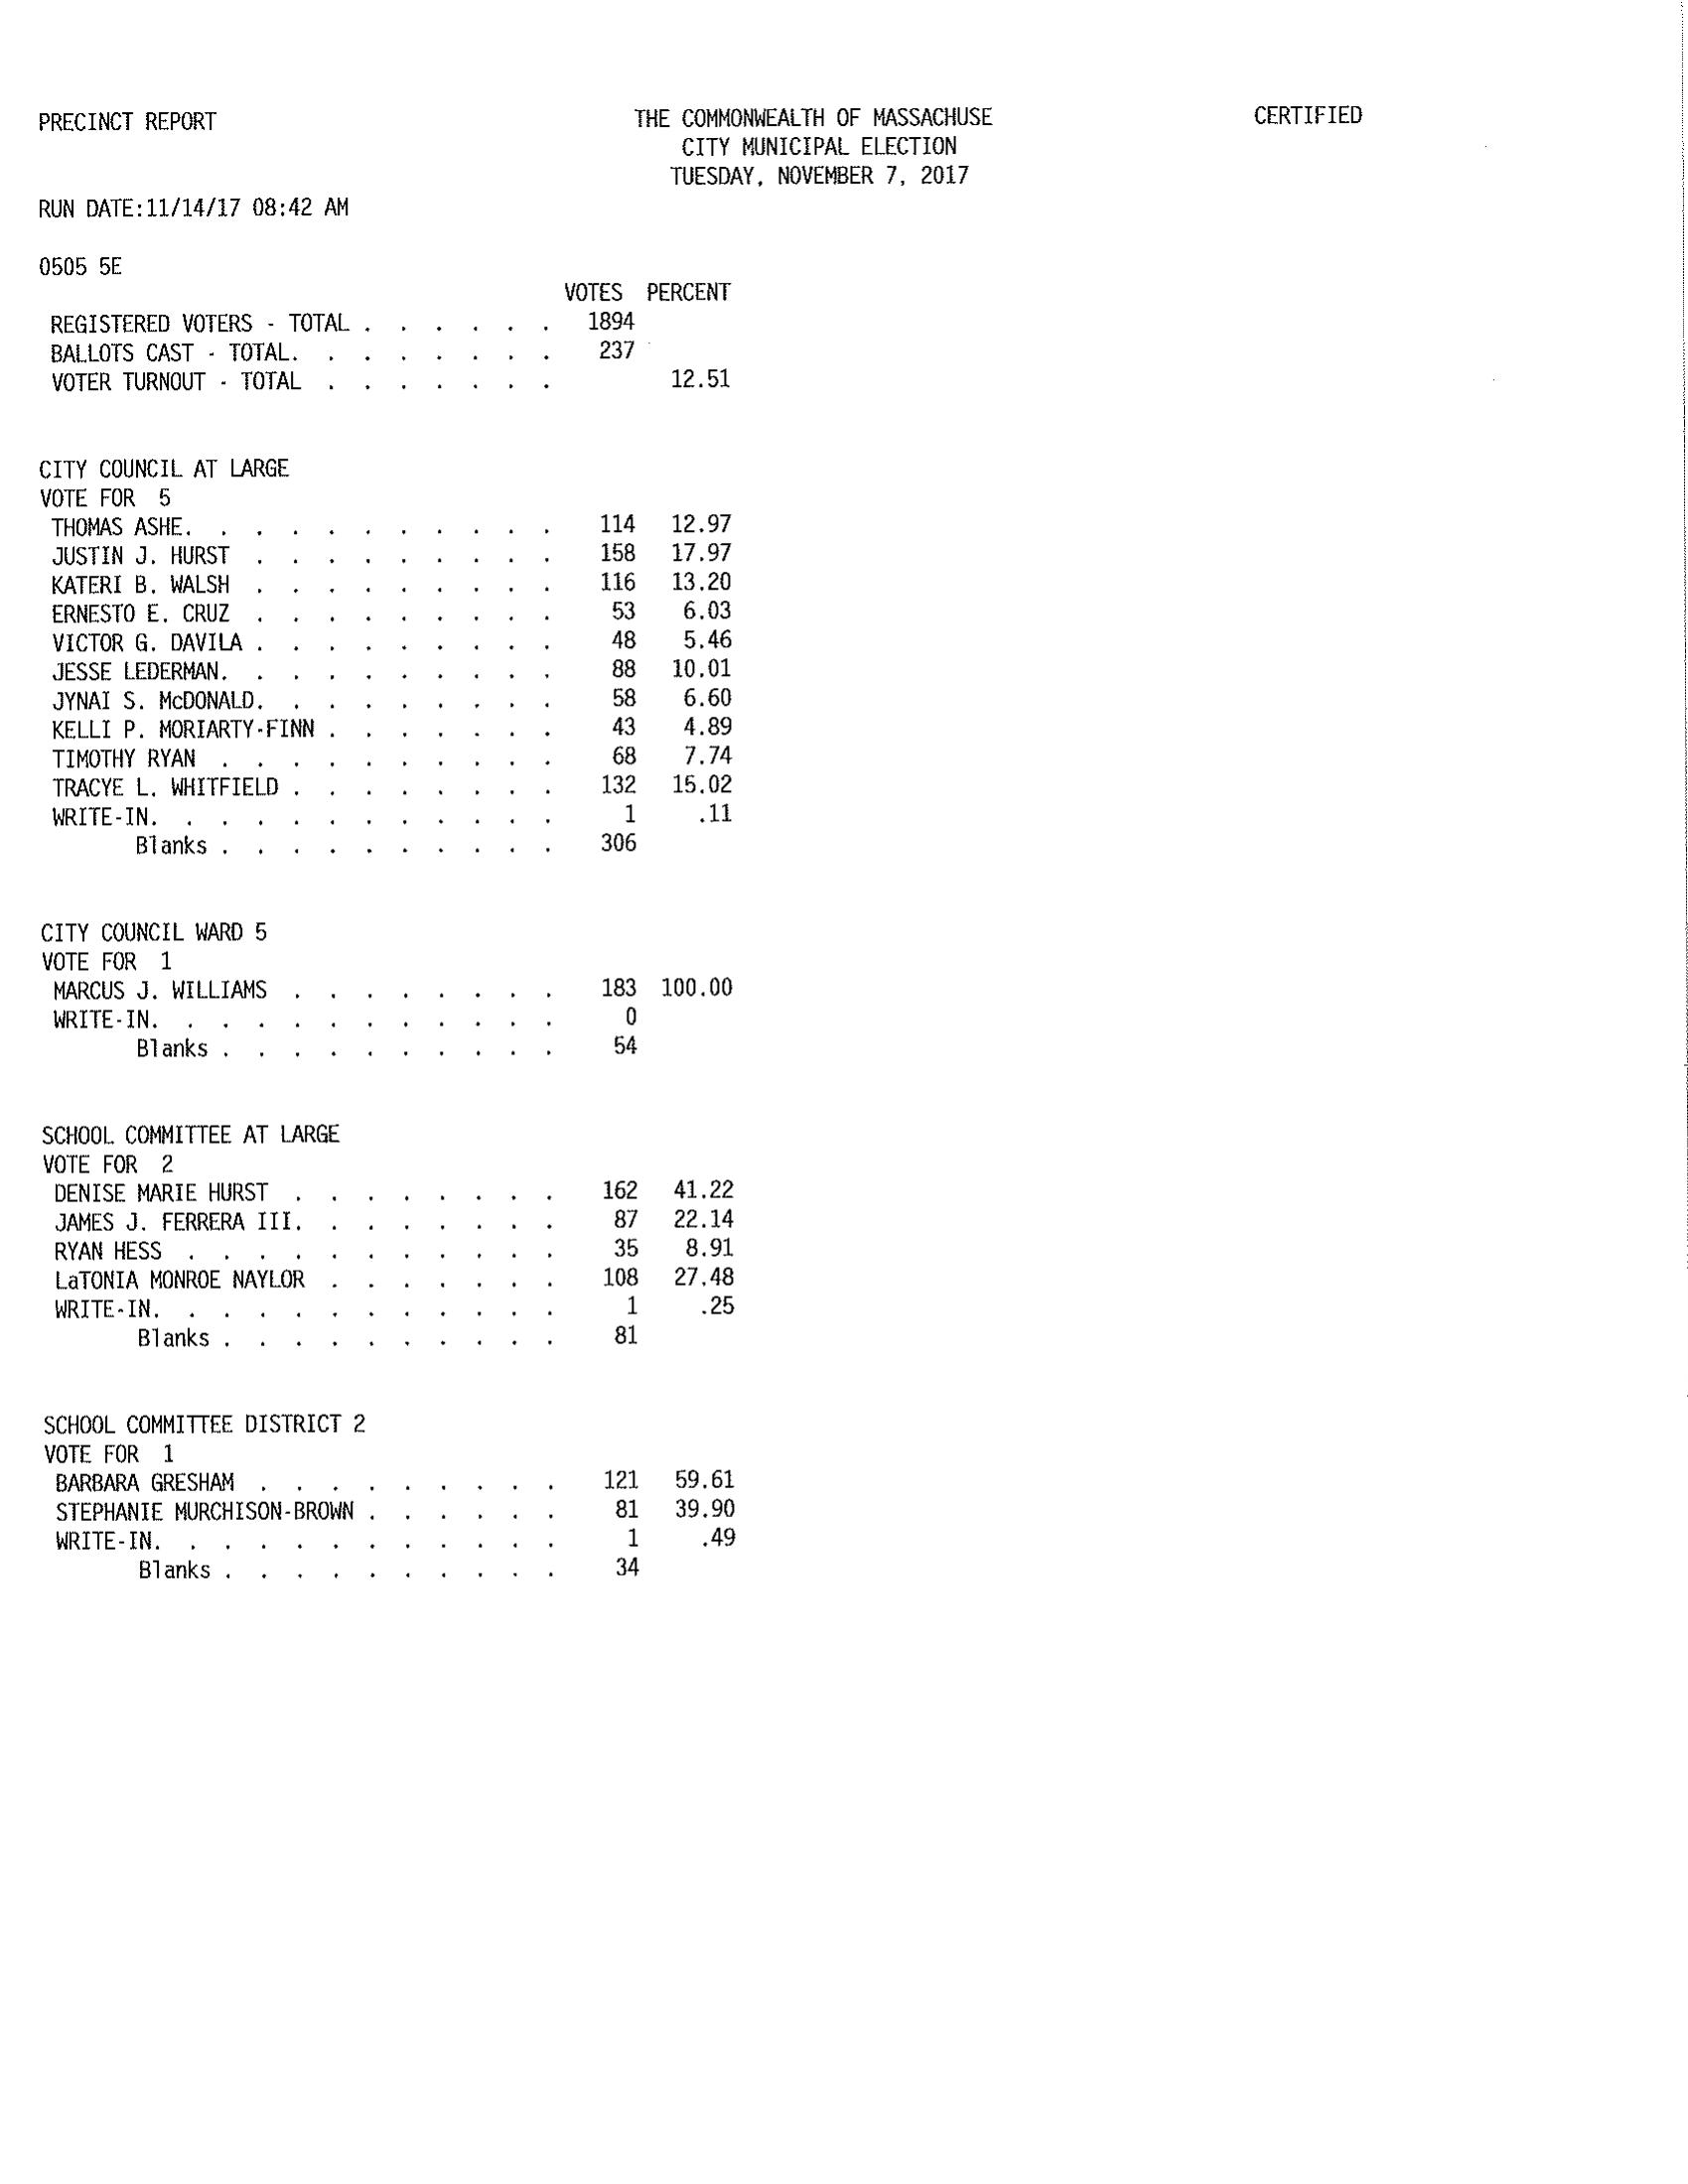 PRECINCT REPORT THE COMMONWEALTH OF MASSACHUSE CERTIFIED
CITY MUNICIPAL ELECTION
TUESDAY, NOVEMBER 7, 2017
RUN DATE:11/14/17 08:42 AM
0505 5E
VOTES PERCENT
REGISTERED VOTERS - TOTAL . . . . . . 1894
BALLOTS CAST - TOTAL. . . . . . . . 237
VOTER TURNOUT - TOTAL . . . . . . . 12.51
CITY COUNCIL AT LARGE
VOTE FOR 5
THOMAS ASHE. . . . . . . . . . . 114 12.97
JUSTIN J. HURST . . . . . . . . . 158 17.97
KATERI B. WALSH . . . . . . . . . 116 13.20
ERNESTO E. CRUZ . . . . . . . . . 53 6.03
VICTOR G. DAVILA . . . . . . . . . 48 5.46
JESSE LEDERMAN. . . . . . . . . . 88 10.01
JYNAI S. McDONALD. . . . . . . . . 58 6.60
KELLI P. MORIARTY-FINN . . . . . . . 43 4.89
TIMOTHY RYAN . . . . . . . . . . 68 7.74
TRACYE L. WHITFIELD . . . . . . . . 132 15.02
WRITE-IN. . . . . . . . . . . . 1 .11
Blanks . . . . . . . . . . 306
CITY COUNCIL WARD 5
VOTE FOR 1
MARCUS J. WILLIAMS . . . . . . . . 183 100.00
WRITE-IN. . . . . . . . . . . . 0
Blanks . . . . . . . . . . 54
SCHOOL COMMITTEE AT LARGE
VOTE FOR 2
DENISE MARIE HURST . . . . . . . . 162 41.22
JAMES J. FERRERA III. . . . . . . . 87 22.14
RYAN HESS . . . . . . . . . . . 35 8.91
LaTONIA MONROE NAYLOR . . . . . . . 108 27.48
WRITE-IN. . . . . . . . . . . . 1 .25
Blanks . . . . . . . . . . 81
SCHOOL COMMITTEE DISTRICT 2
VOTE FOR 1
BARBARA GRESHAM . . . . . . . . . 121 59.61
STEPHANIE MURCHISON-BROWN . . . . . . 81 39.90
WRITE-IN. . . . . . . . . . . . 1 .49
Blanks . . . . . . . . . . 34